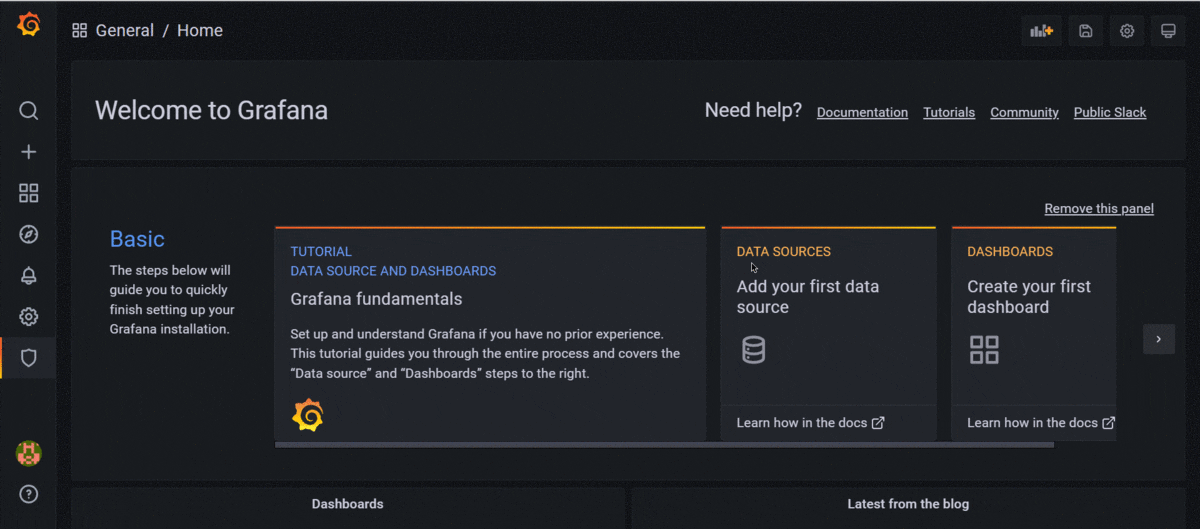 General / Home
Welcome to Grafana
Need help? Documentation Tutorials Community Public Slack
Remove this panel
Basic
The steps below will
guide you to quickly
finish setting up your
Grafana installation.
TUTORIAL
DATA SOURCE AND DASHBOARDS
Grafana fundamentals
Set up and understand Grafana if you have no prior experience.
This tutorial guides you through the entire process and covers the
“Data source” and “Dashboards” steps to the right.
DATA SOURCES
Add your first data
source
Learn how in the docs
DASHBOARDS
Create your first
dashboard
Learn how in the docs
Dashboards
Latest from the blog